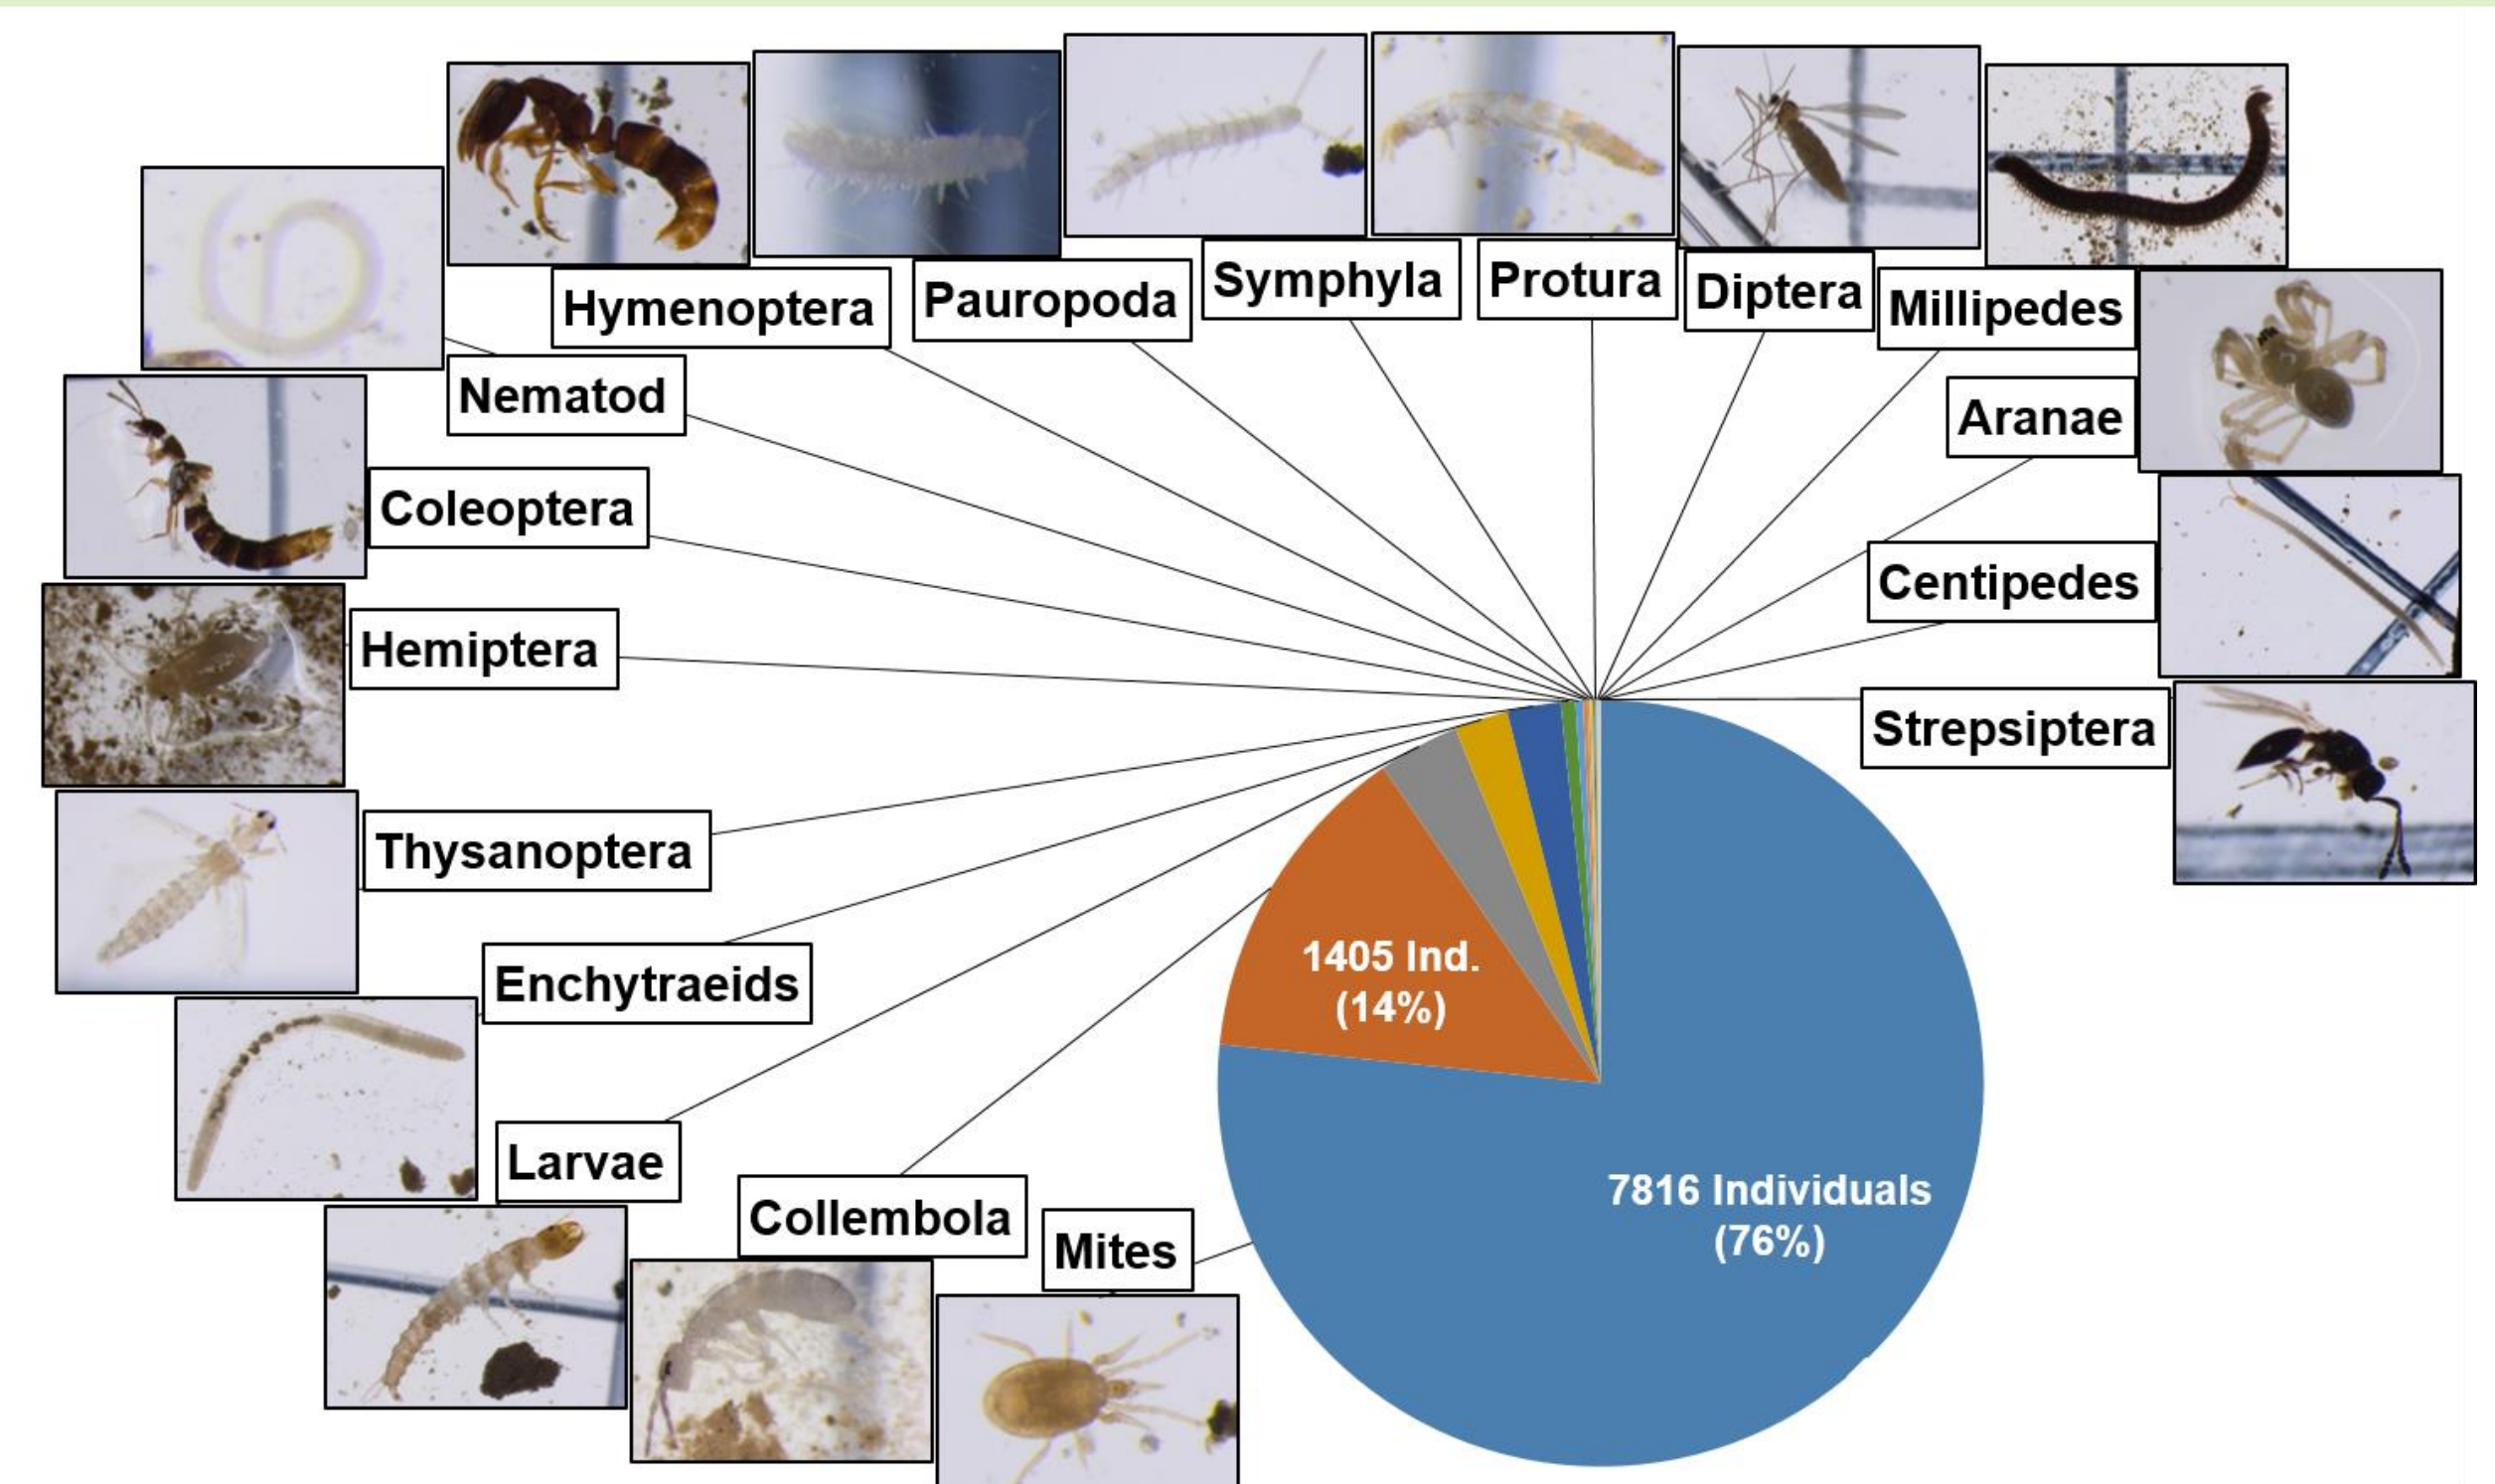 Symphyla
Protura
Diptera
Hymenoptera
Pauropoda
Millipedes
Nematod
Aranae
Coleoptera
Centipedes
Hemiptera
Strepsiptera
Thysanoptera
Enchytraeids
1405 Ind.
(14%)
Larvae
Collembola
Mites
7816 Individuals
(76%)